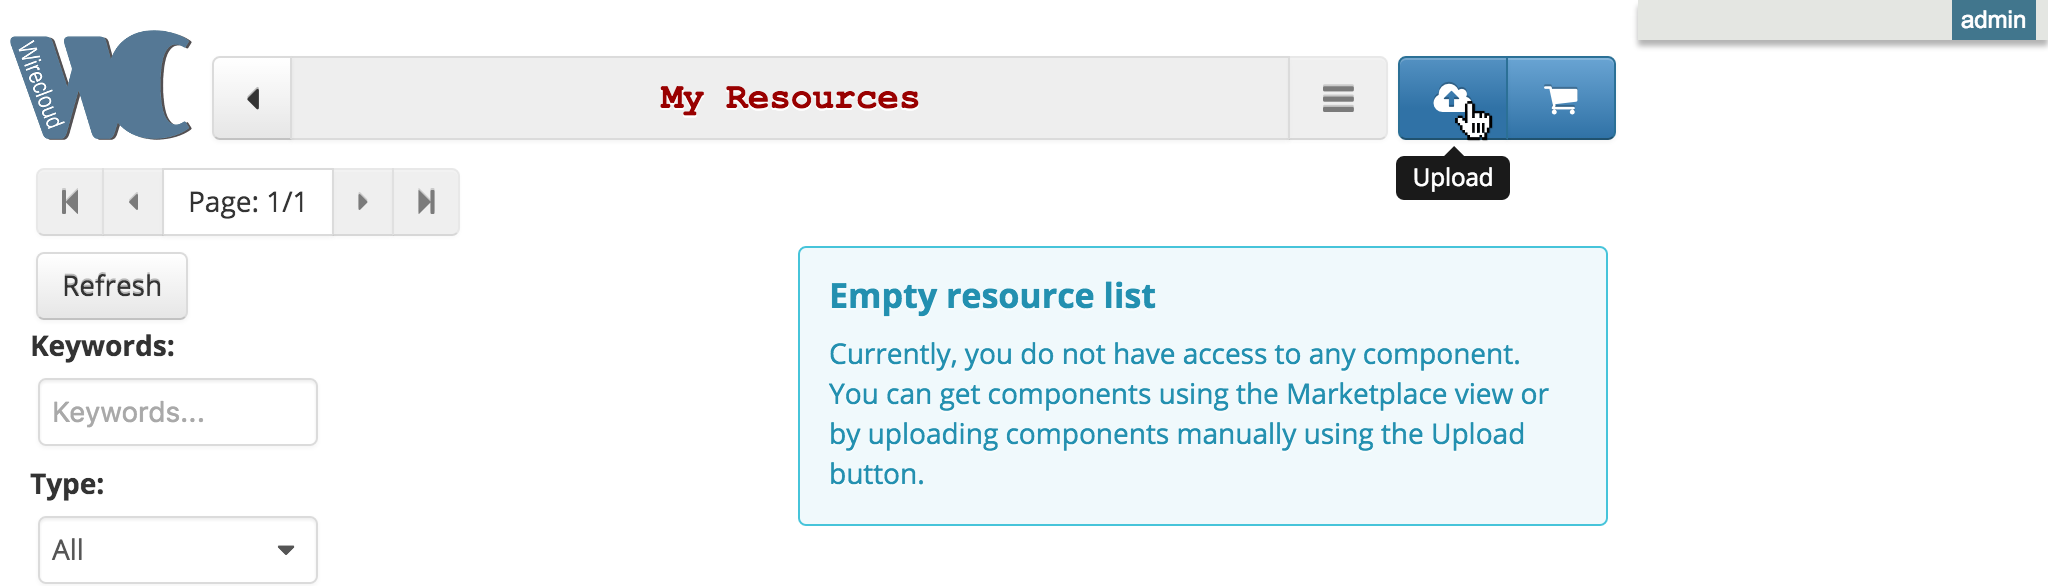 admin
Wirecloud
My Resources
Upload
Page: 1/1
Refresh
Keywords:
Keywords...
Type:
All
Empty resource list
Currently, you do not have access to any component.
You can get components using the Marketplace view or
by uploading components manually using the Upload
button.